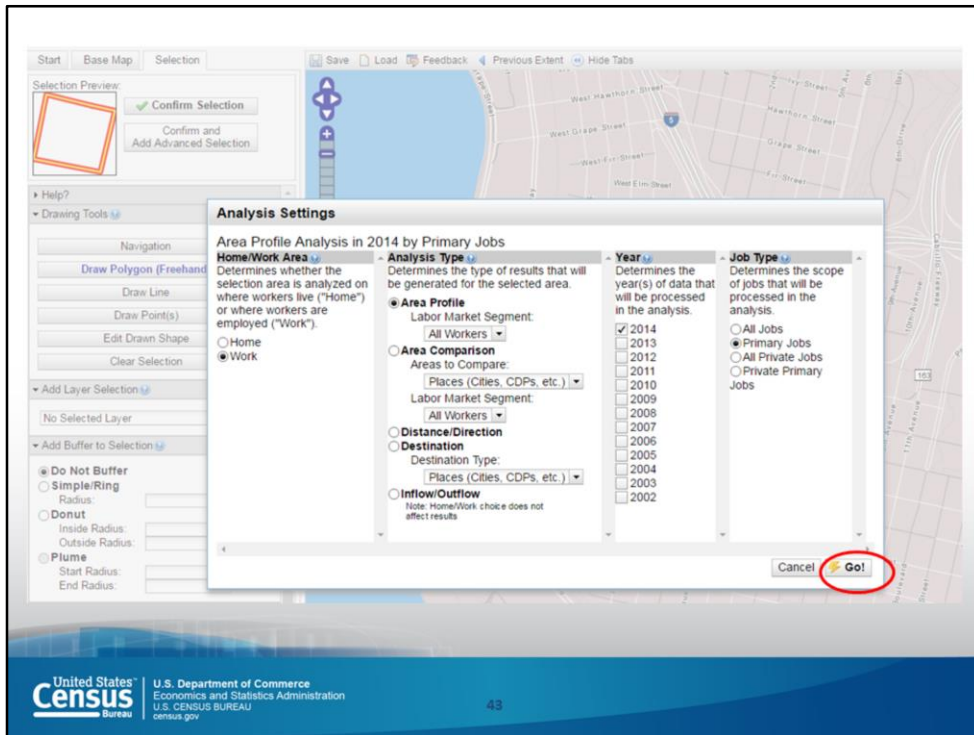 Start Base Map Selection
Save Load Feedback Previous Extent Hide Tabs
Selection Preview:
Confirm Selection
Confirm and
Add Advanced Selection
Help?
Drawing Tools
Navigation
Draw Polygon (Freehand
Draw Line
Draw Point(s)
Edit Drawn Shape
Clear Selection
Add Layer Selection
No Selected Layer
Add Buffer to Selection
Do Not Buffer
Simple/Ring
Radius:
Donut
Inside Radius:
Outside Radius:
Plume
Start Radius:
End Radius:
West Hawthorn Street
West Grape Street
West Fir Street
West Elm Street
5
Hawthorn Street
Grape Street
Fir Street
163
10th Avenue
11th Avenue
Analysis Settings
Area Profile Analysis in 2014 by Primary Jobs
Home/Work Area
Determines whether the
selection area is analyzed on
where workers live ("Home")
or where workers are
employed ("Work").
Home
Work
Analysis Type
Determines the type of results that will
be generated for the selected area.
Area Profile
Labor Market Segment:
All Workers
Area Comparison
Areas to Compare:
Places (Cities, CDPs, etc.)
Labor Market Segment:
All Workers
Distance/Direction
Destination
Destination Type:
Places (Cities, CDPs, etc.)
Inflow/Outflow
Note: Home/Work choice does not
affect results
Year
Determines the
year(s) of data that
will be processed
in the analysis.
2014
2013
2012
2011
2010
2009
2008
2007
2006
2005
2004
2003
2002
Job Type
Determines the scope
of jobs that will be
processed in the
analysis.
All Jobs
Primary Jobs
All Private Jobs
Private Primary
Jobs
Cancel Go!
United States™
Census
Bureau
U.S. Department of Commerce
Economics and Statistics Administration
U.S. CENSUS BUREAU
census.gov
43